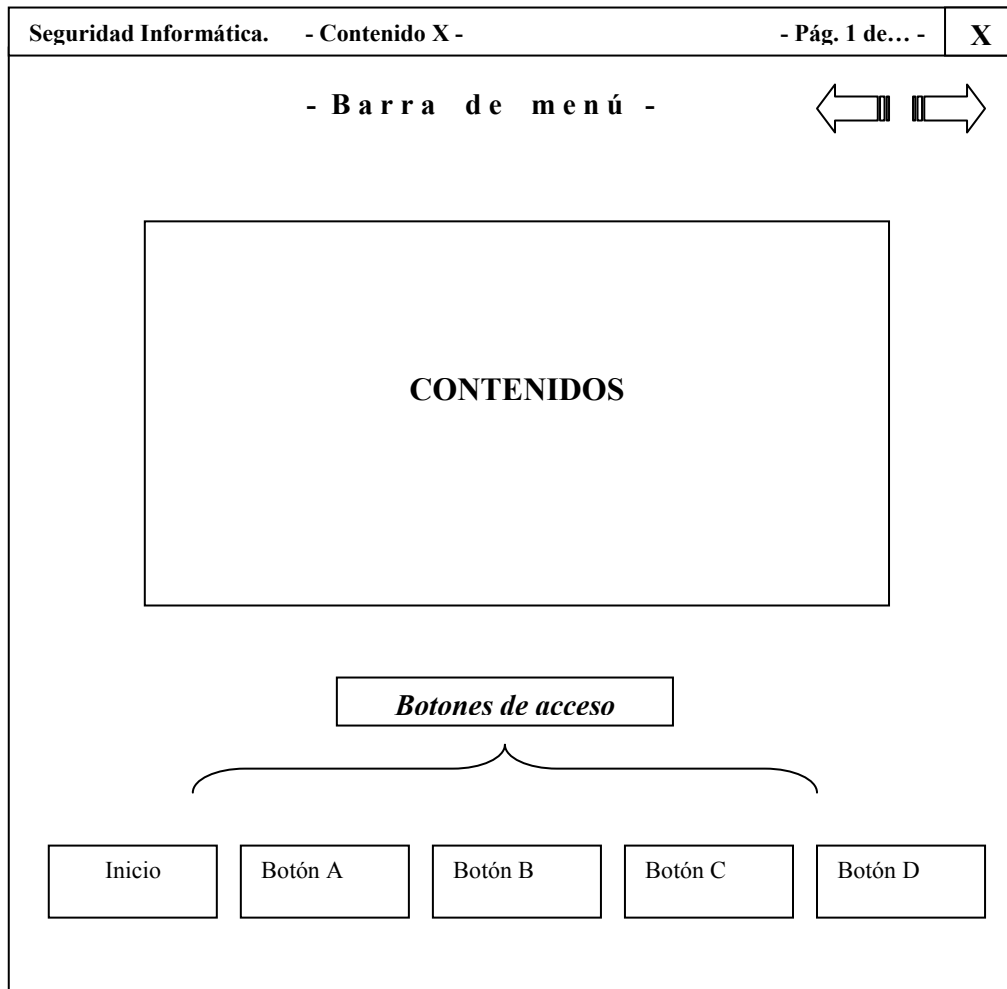 Seguridad Informática. - Contenido X - - Pág. 1 de… - X
- B a r r a d e m e n ú -
CONTENIDOS
Botones de acceso
Inicio Botón A Botón B Botón C Botón D